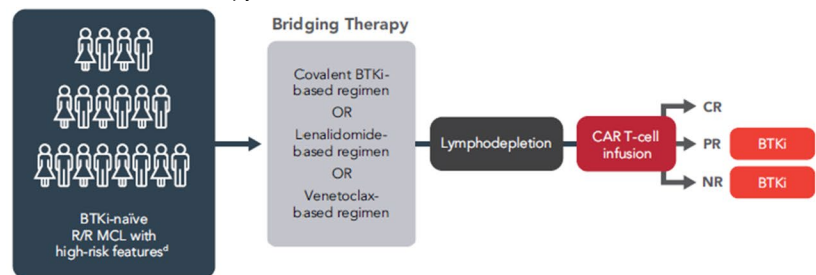 Bridging Therapy
BTKi-naïve
R/R MCL with
high-risk featuresᵈ
Covalent BTKi-
based regimen
OR
Lenalidomide-
based regimen
OR
Venetoclax-
based regimen
Lymphodepletion
CAR T-cell
infusion
CR
PR
BTKi
NR
BTKi